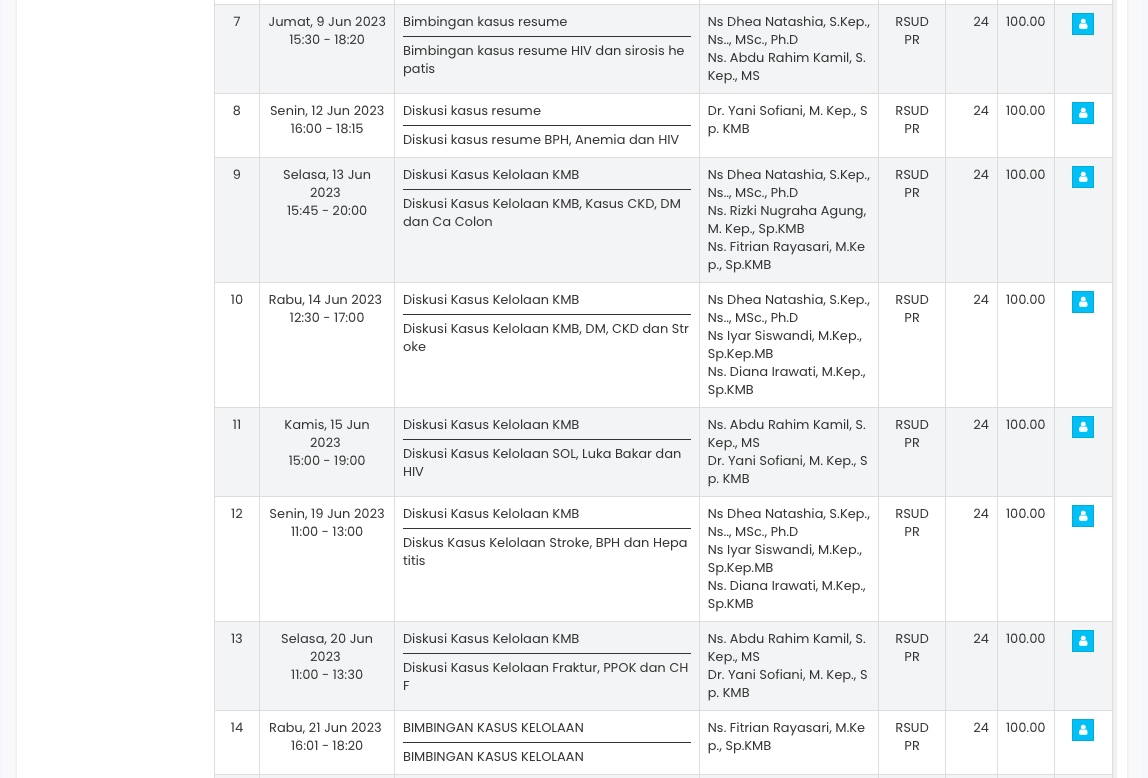 7
Jumat, 9 Jun 2023
15:30 - 18:20
Bimbingan kasus resume
Bimbingan kasus resume HIV dan sirosis he
patis
Ns Dhea Natashia, S.Kep.,
Ns.., MSc., Ph.D
Ns. Abdu Rahim Kamil, S.
Kep., MS
RSUD
PR
24
100.00
8
Senin, 12 Jun 2023
16:00 - 18:15
Diskusi kasus resume
Diskusi kasus resume BPH, Anemia dan HIV
Dr. Yani Sofiani, M. Kep., S
p. KMB
RSUD
PR
24
100.00
9
Selasa, 13 Jun
2023
15:45 - 20:00
Diskusi Kasus Kelolaan KMB
Diskusi Kasus Kelolaan KMB, Kasus CKD, DM
dan Ca Colon
Ns Dhea Natashia, S.Kep.,
Ns.., MSc., Ph.D
Ns. Rizki Nugraha Agung,
M. Kep., Sp.KMB
Ns. Fitrian Rayasari, M.Ke
p., Sp.KMB
RSUD
PR
24
100.00
10
Rabu, 14 Jun 2023
12:30 - 17:00
Diskusi Kasus Kelolaan KMB
Diskusi Kasus Kelolaan KMB, DM, CKD dan Str
oke
Ns Dhea Natashia, S.Kep.,
Ns.., MSc., Ph.D
Ns Iyar Siswandi, M.Kep.,
Sp.Kep.MB
Ns. Diana Irawati, M.Kep.,
Sp.KMB
RSUD
PR
24
100.00
11
Kamis, 15 Jun
2023
15:00 - 19:00
Diskusi Kasus Kelolaan KMB
Diskusi Kasus Kelolaan SOL, Luka Bakar dan
HIV
Ns. Abdu Rahim Kamil, S.
Kep., MS
Dr. Yani Sofiani, M. Kep., S
p. KMB
RSUD
PR
24
100.00
12
Senin, 19 Jun 2023
11:00 - 13:00
Diskusi Kasus Kelolaan KMB
Diskus Kasus Kelolaan Stroke, BPH dan Hepa
titis
Ns Dhea Natashia, S.Kep.,
Ns.., MSc., Ph.D
Ns Iyar Siswandi, M.Kep.,
Sp.Kep.MB
Ns. Diana Irawati, M.Kep.,
Sp.KMB
RSUD
PR
24
100.00
13
Selasa, 20 Jun
2023
11:00 - 13:30
Diskusi Kasus Kelolaan KMB
Diskusi Kasus Kelolaan Fraktur, PPOK dan CH
F
Ns. Abdu Rahim Kamil, S.
Kep., MS
Dr. Yani Sofiani, M. Kep., S
p. KMB
RSUD
PR
24
100.00
14
Rabu, 21 Jun 2023
16:01 - 18:20
BIMBINGAN KASUS KELOLAAN
BIMBINGAN KASUS KELOLAAN
Ns. Fitrian Rayasari, M.Ke
p., Sp.KMB
RSUD
PR
24
100.00